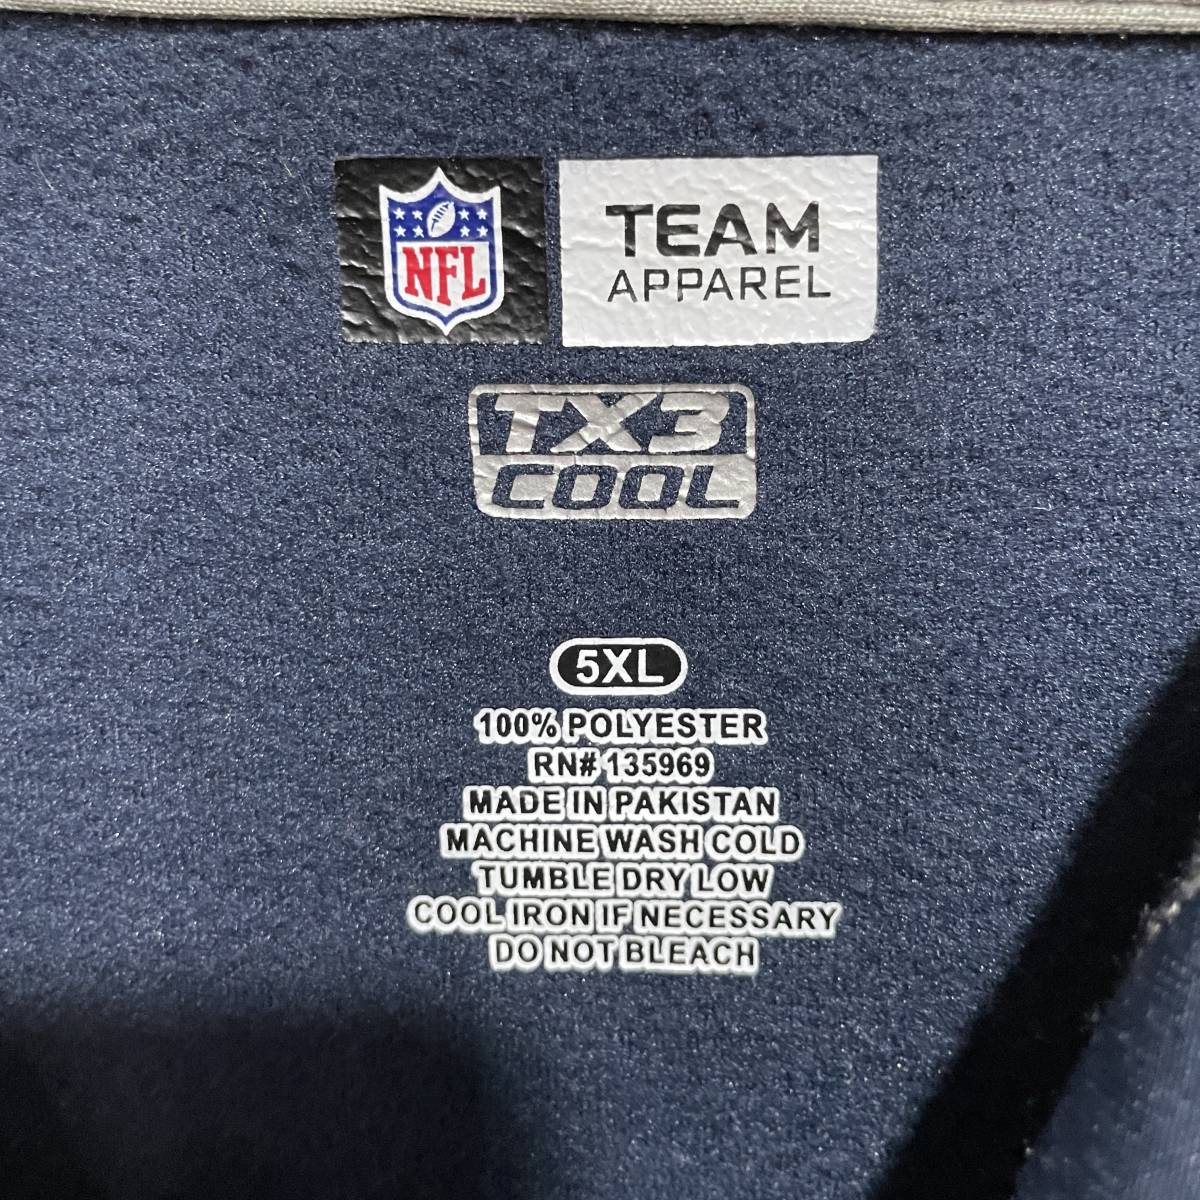 NFL
TEAM
APPAREL
TX3
COOL
5XL
100% POLYESTER
RN# 135969
MADE IN PAKISTAN
MACHINE WASH COLD
TUMBLE DRY LOW
COOL IRON IF NECESSARY
DO NOT BLEACH